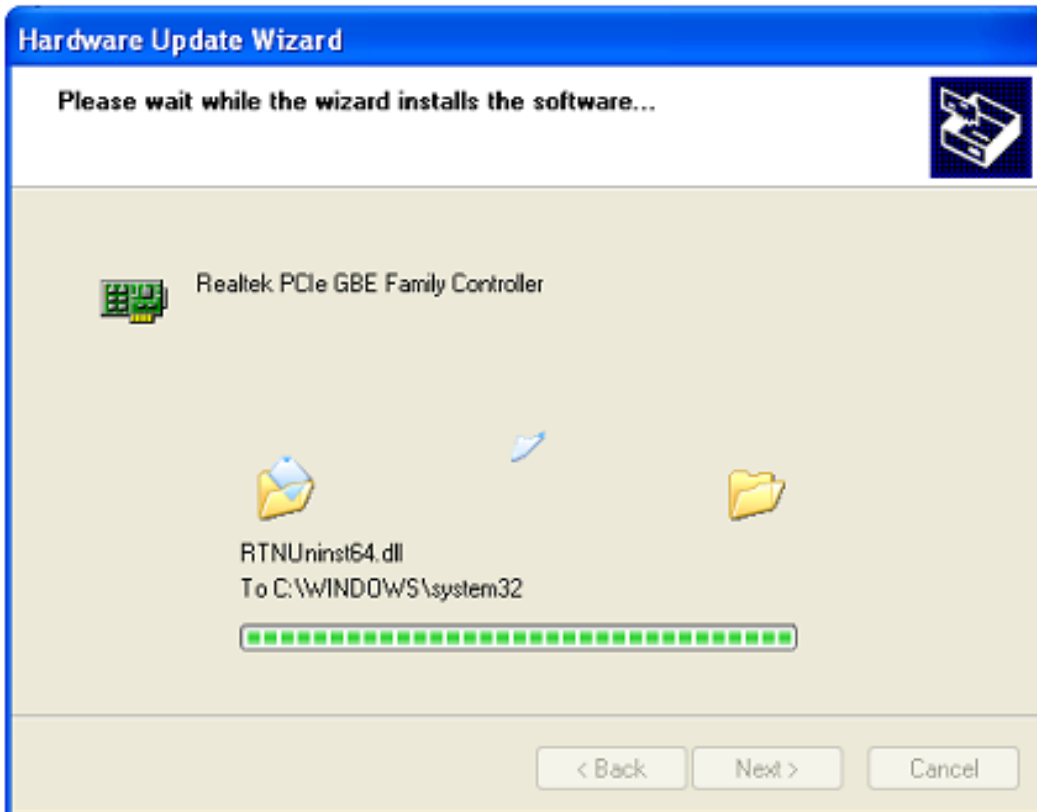 Hardware Update Wizard
Please wait while the wizard installs the software...
Realtek PCIe GBE Family Controller
RTNUninst64.dll
To C:\WINDOWS\system32
< Back
Next >
Cancel